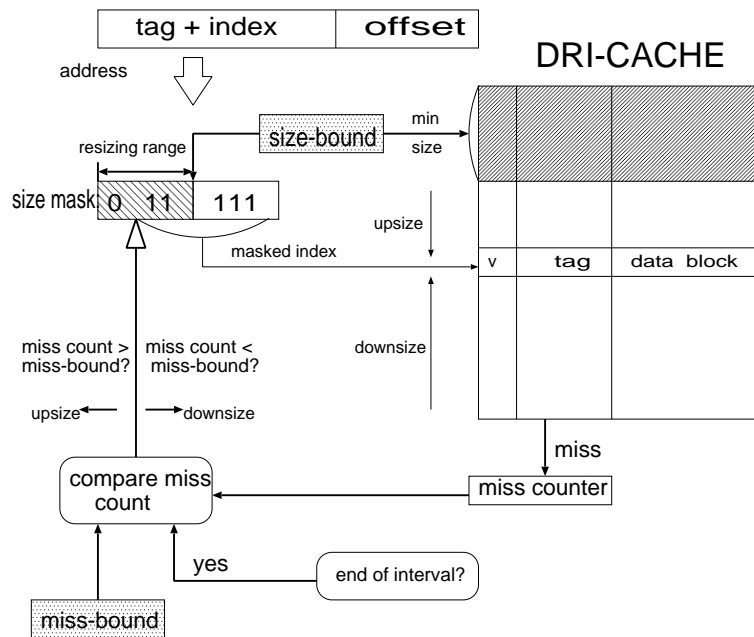 tag + index
offset
DRI-CACHE
address
size-bound
min
size
resizing range
size mask:
0 11
111
upsize
masked index
v
tag
data block
downsize
miss count >
miss-bound?
miss count <
miss-bound?
upsize
downsize
miss
compare miss
count
miss counter
yes
end of interval?
miss-bound